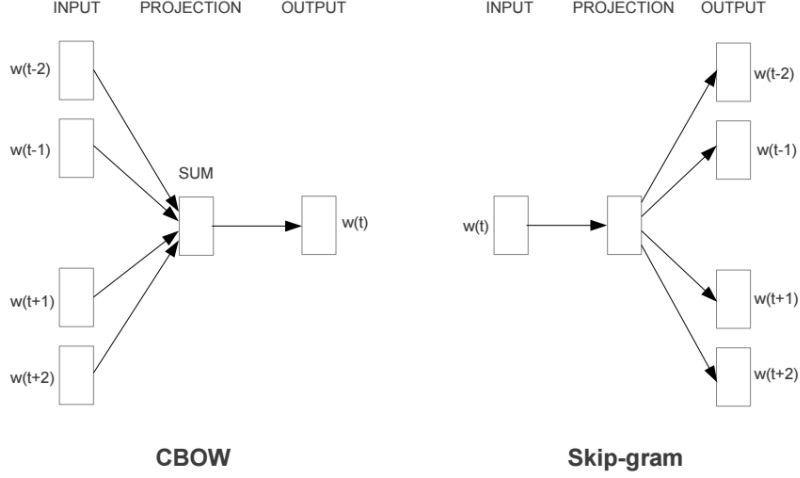 INPUT PROJECTION OUTPUT
w(t-2)
w(t-1)
SUM
w(t)
w(t+1)
w(t+2)
CBOW
INPUT PROJECTION OUTPUT
w(t-2)
w(t-1)
w(t)
w(t+1)
w(t+2)
Skip-gram